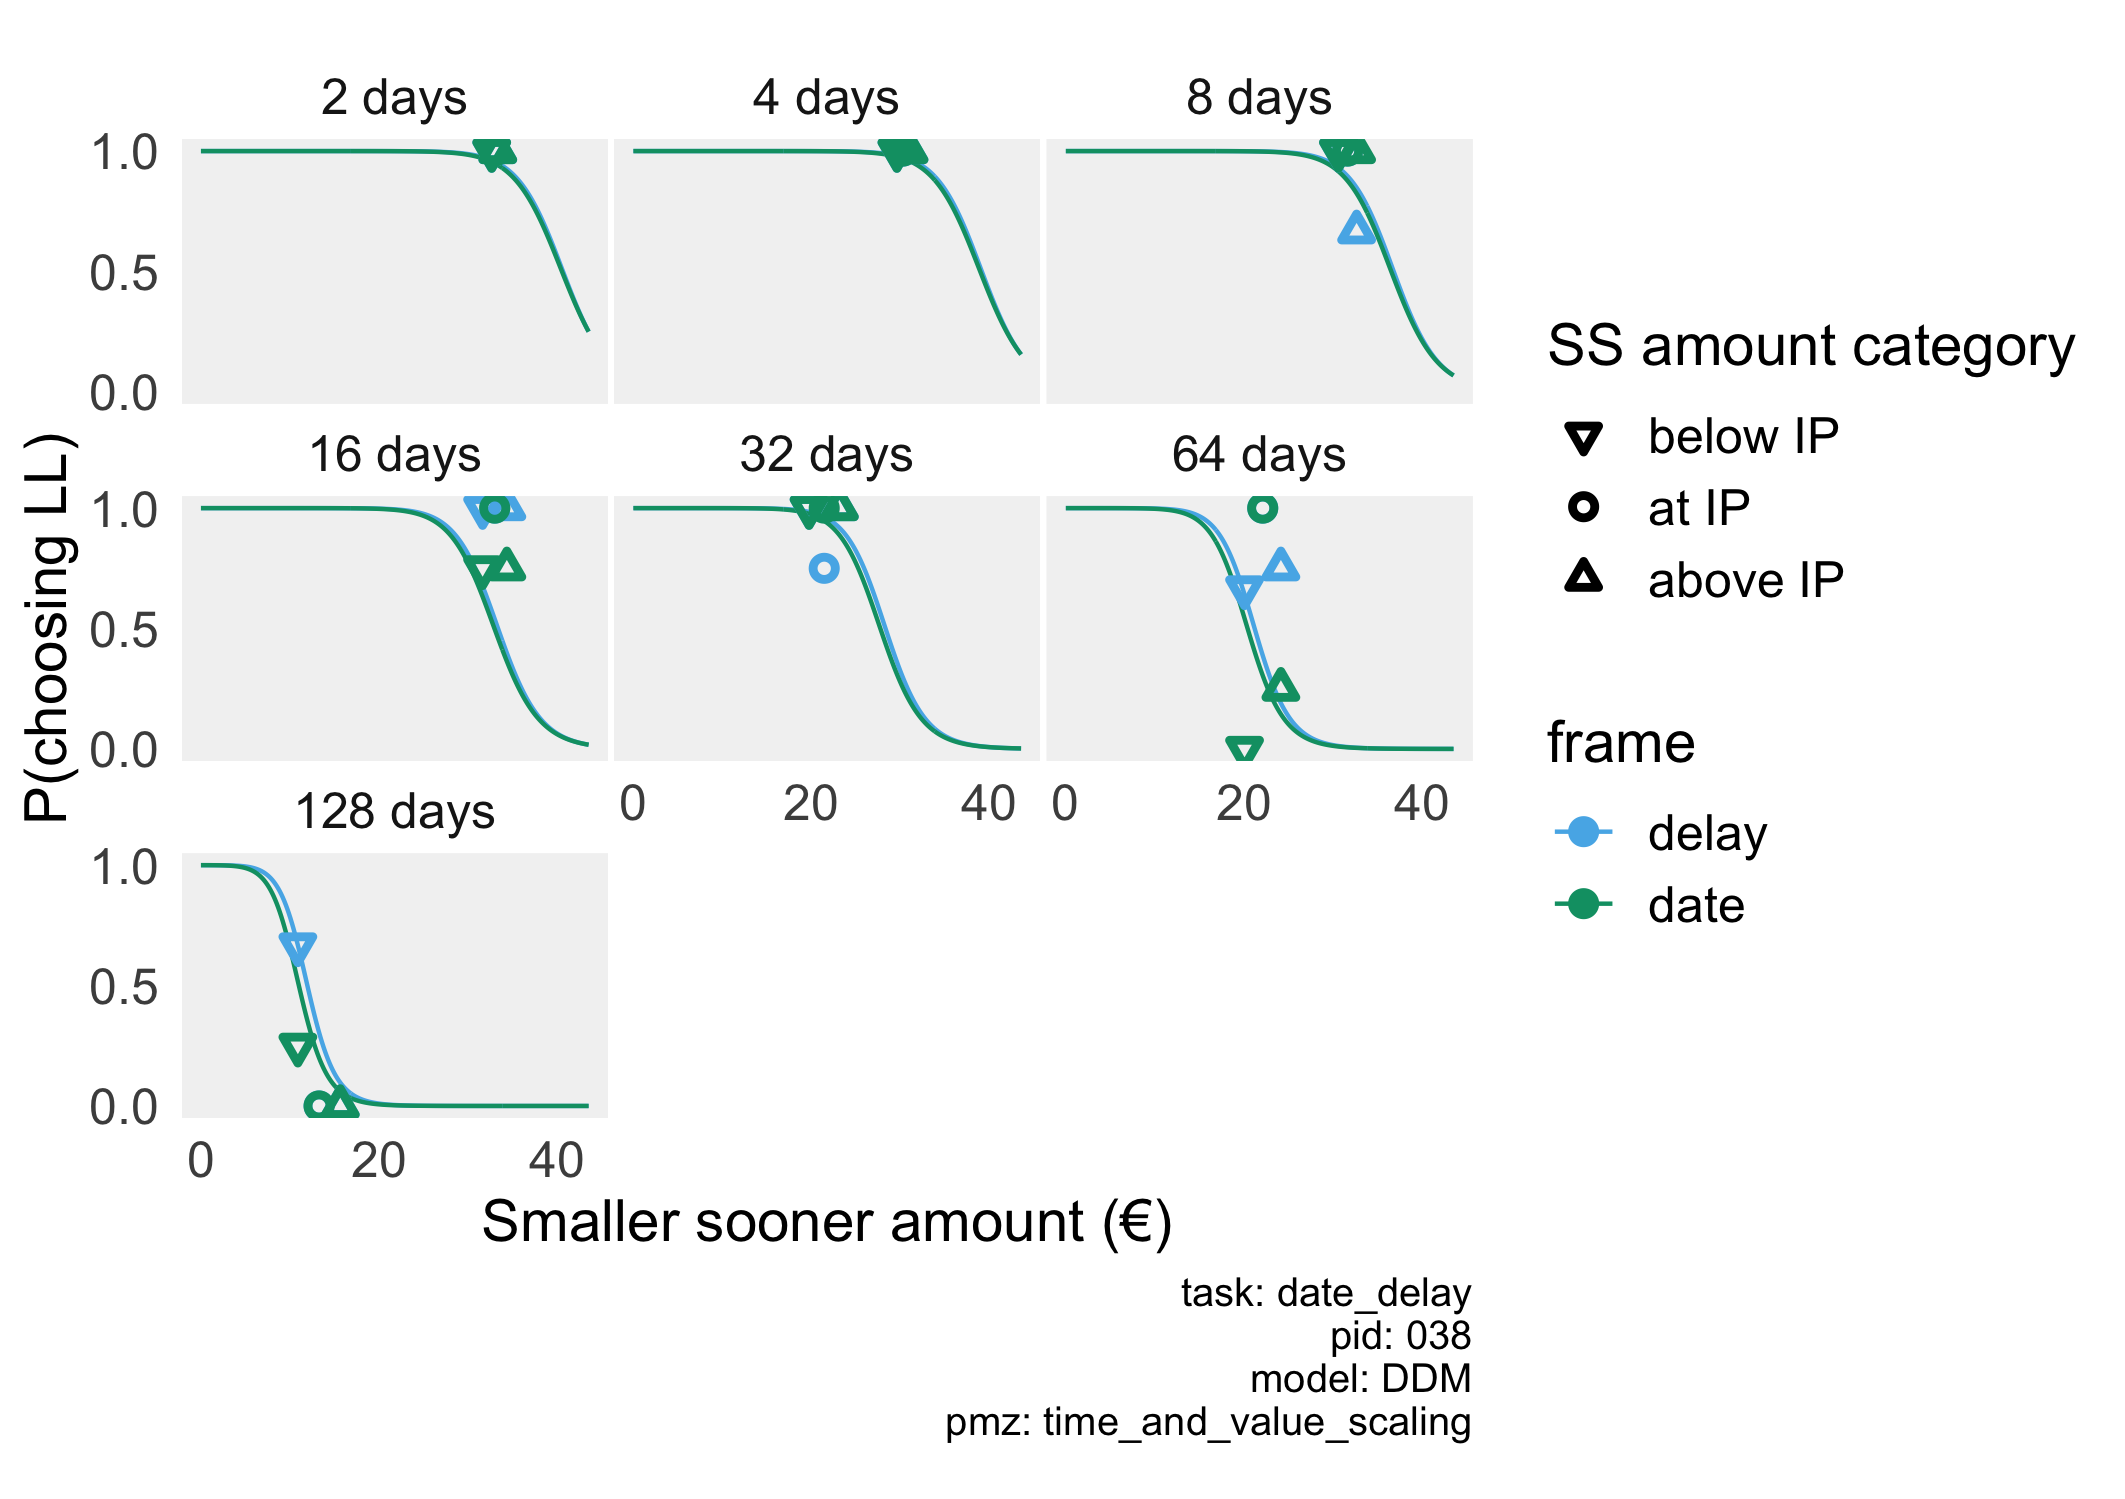 2 days 4 days 8 days
1.0
0.5
0.0
16 days 32 days 64 days
1.0
0.5
0.0
0 20 40 0 20 40
128 days
1.0
0.5
0.0
0 20 40
P(choosing LL)
Smaller sooner amount (€)
SS amount category
below IP
at IP
above IP
frame
delay
date
task: date_delay
pid: 038
model: DDM
pmz: time_and_value_scaling